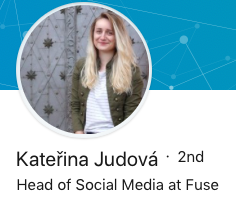 Kateřina Judová · 2nd
Head of Social Media at Fuse